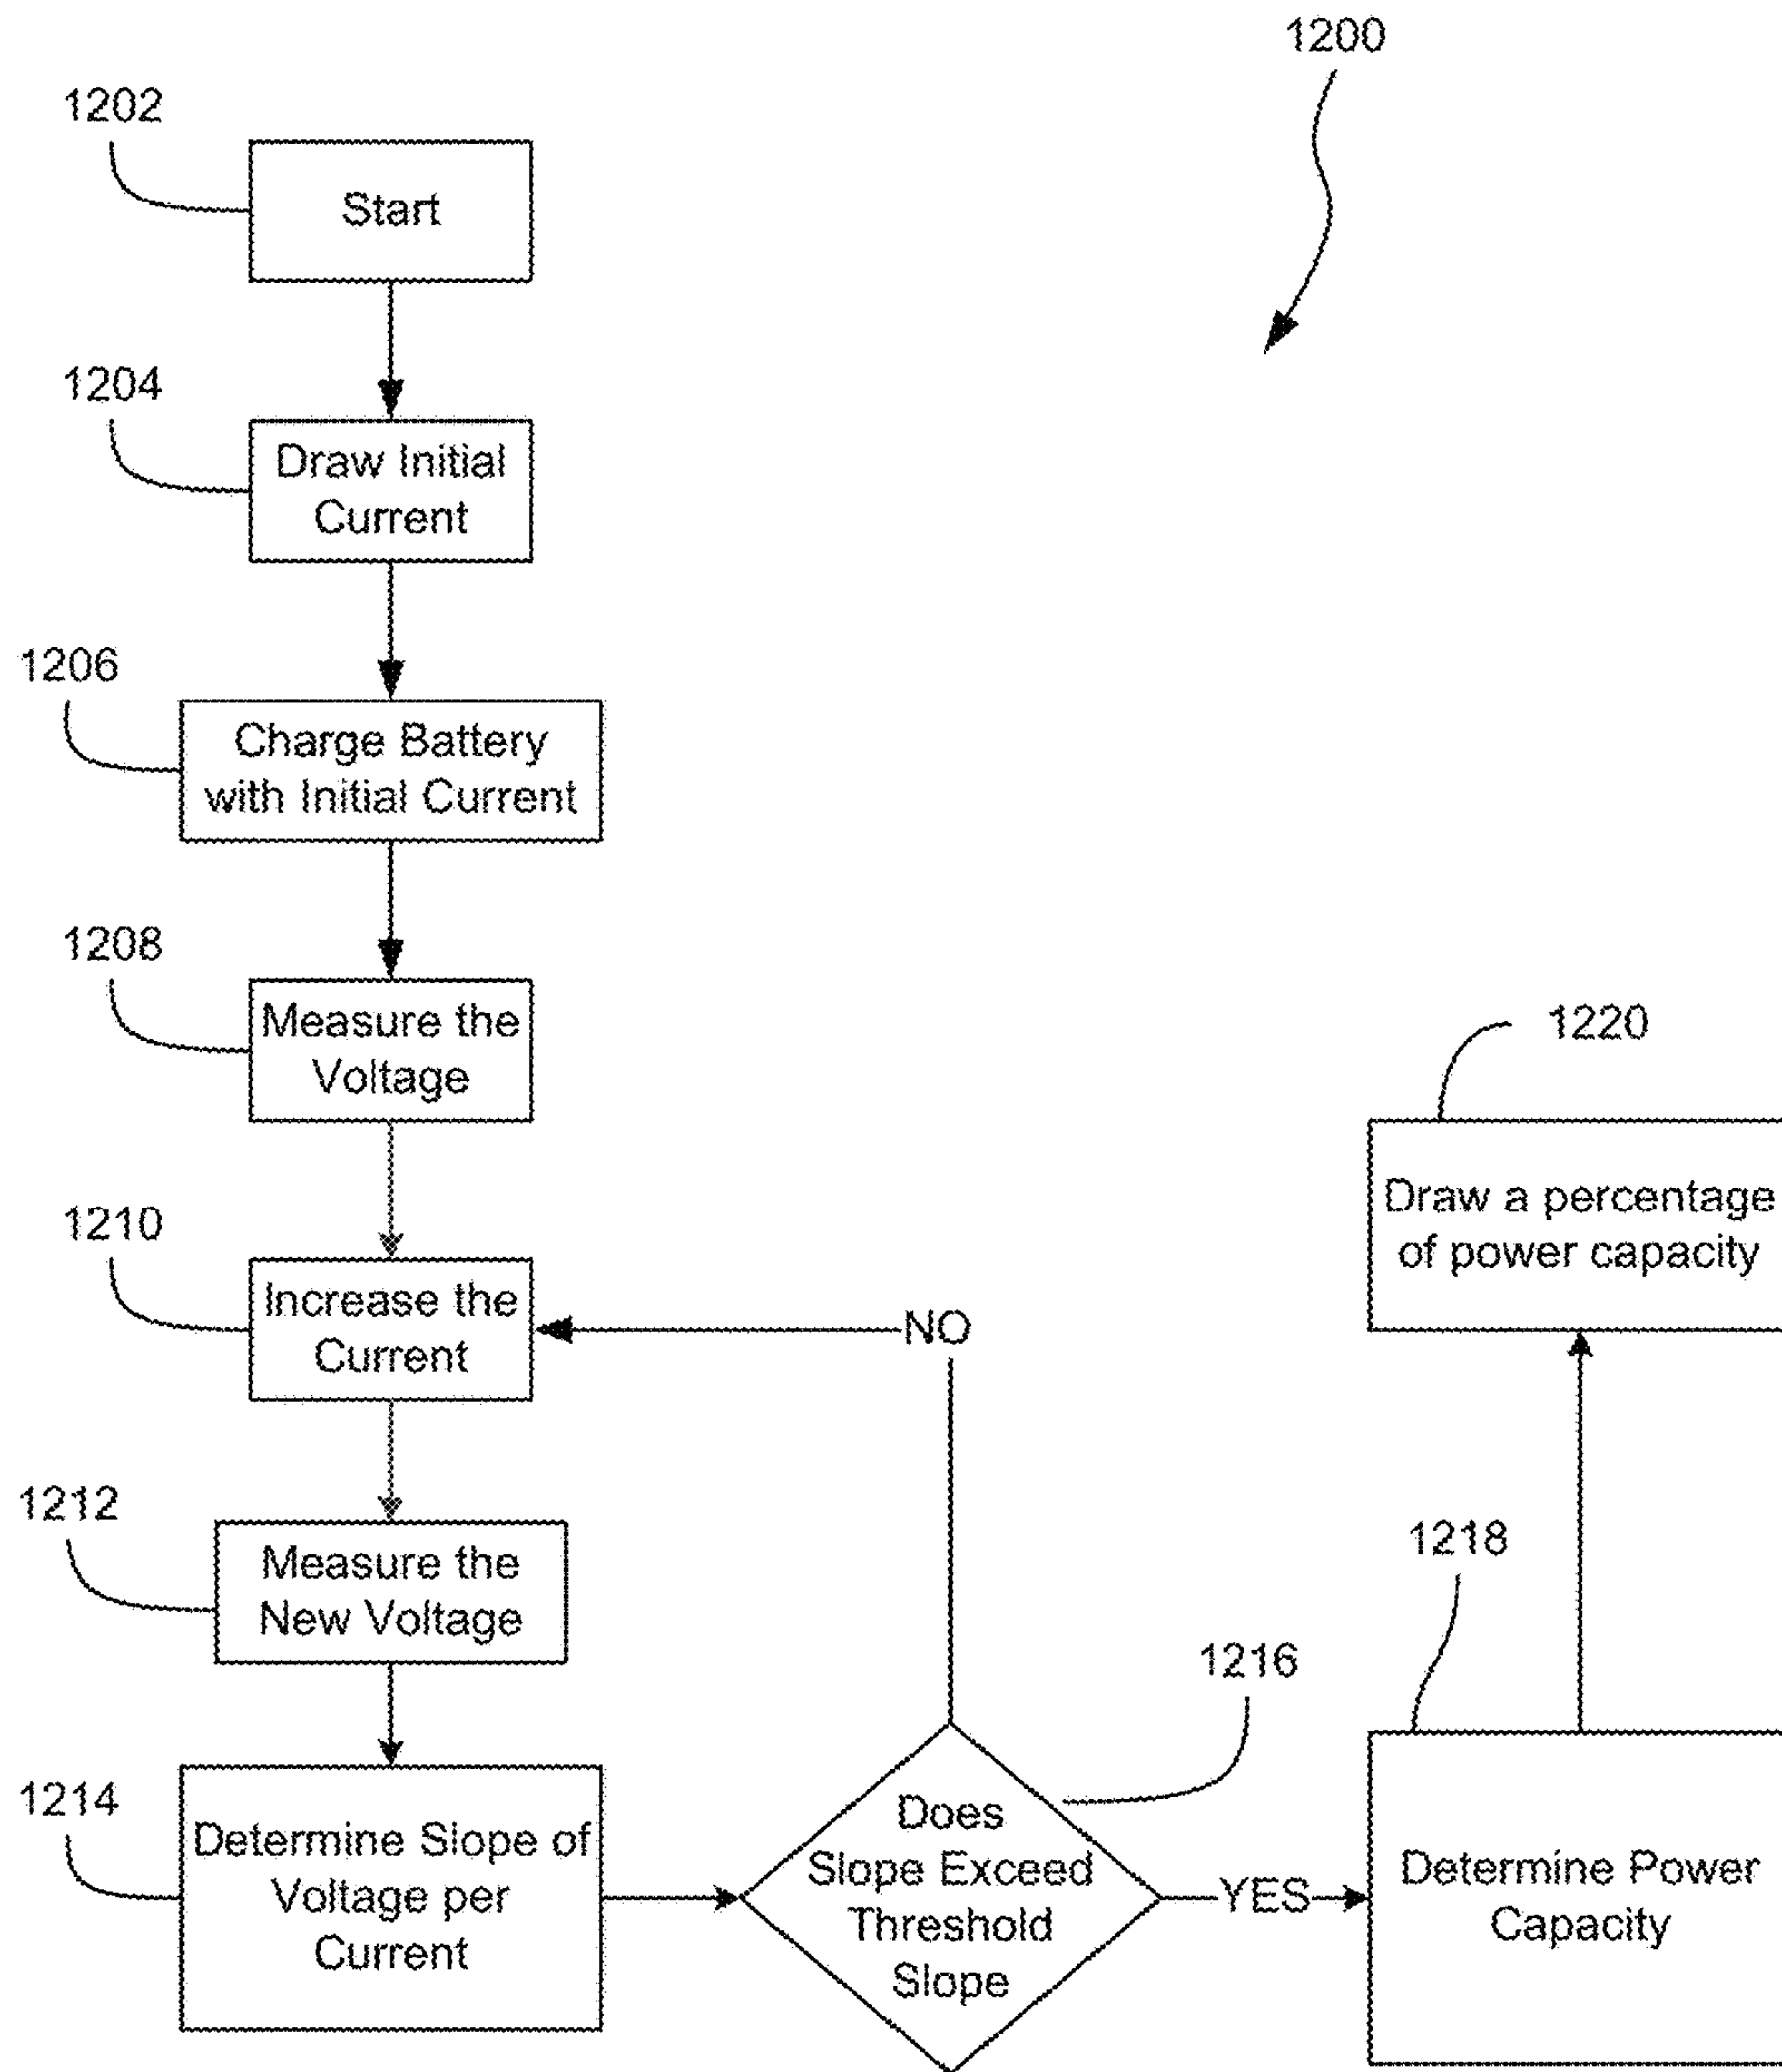 1200
1202
Start
1204
Draw Initial
Current
1206
Charge Battery
with Initial Current
1208
Measure the
Voltage
1210
Increase the
Current
NO
1212
Measure the
New Voltage
1214
Determine Slope of
Voltage per
Current
1216
Does
Slope Exceed
Threshold
Slope
YES
1218
Determine Power
Capacity
1220
Draw a percentage
of power capacity